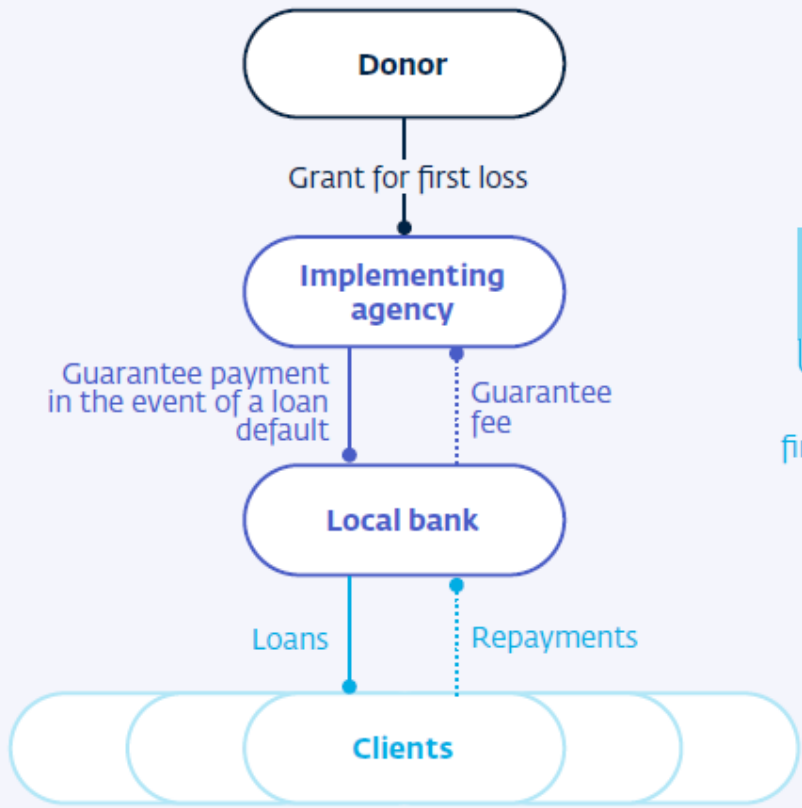 Donor
Grant for first loss
Implementing
agency
Guarantee payment
in the event of a loan
default
Guarantee
fee
Local bank
Loans
Repayments
Clients